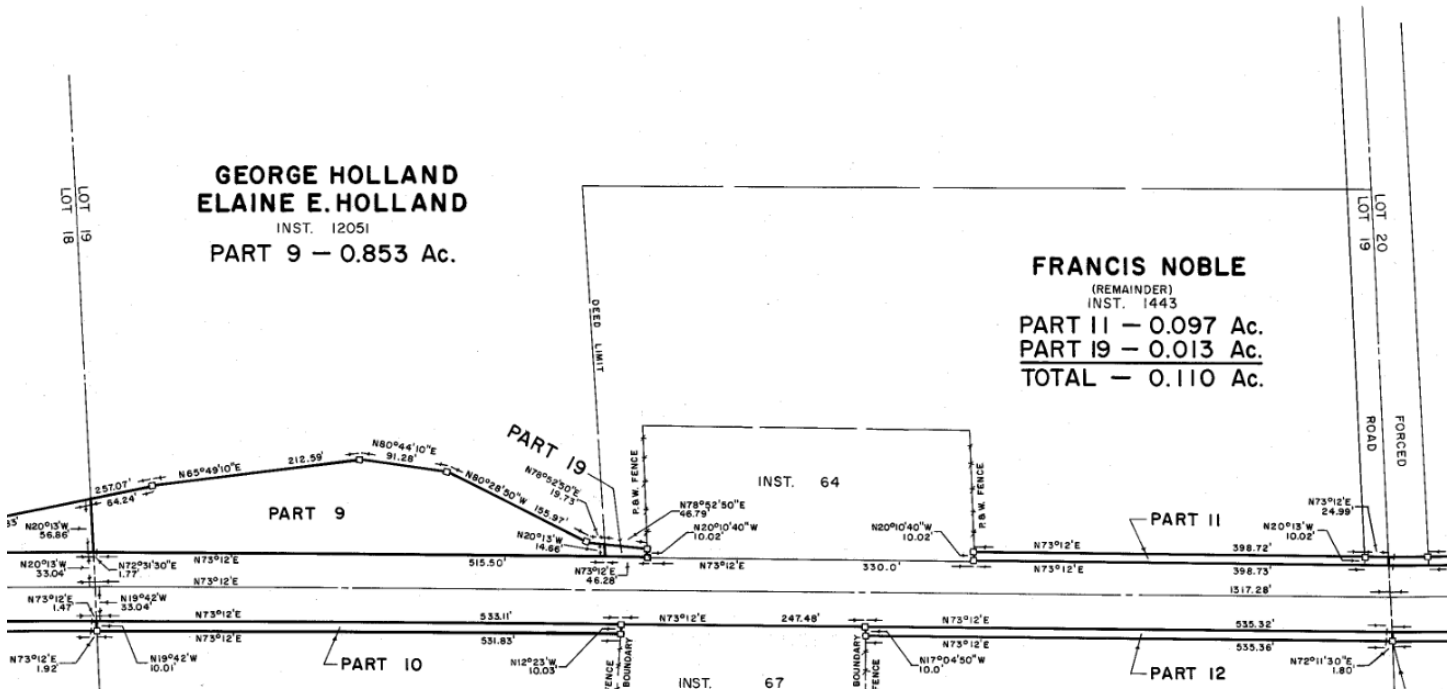 GEORGE HOLLAND
ELAINE E. HOLLAND
INST. 12051
PART 9 — 0.853 Ac.
LOT 19
LOT 18
DEED LIMIT
FRANCIS NOBLE
(REMAINDER)
INST. 1443
PART 11 — 0.097 Ac.
PART 19 — 0.013 Ac.
TOTAL — 0.110 Ac.
LOT 20
LOT 19
ROAD
FORCED
257.07'
64.24'
N65°49'10"E
212.59'
N80°44'10"E
91.28'
N80°28'50"W
155.97'
PART 19
N78°52'50"E
19.73'
P.&W. FENCE
INST. 64
P.&W. FENCE
N78°52'50"E
46.79'
N20°10'40"W
10.02'
N20°10'40"W
10.02'
N73°12'E
24.99'
N20°13'W
10.02'
PART 11
PART 9
N20°13'W
56.86'
N20°13'W
14.66'
N73°12'E
398.72'
N20°13'W
33.04'
N72°31'30"E
1.77'
N73°12'E
515.50'
N73°12'E
46.28'
N73°12'E
330.0'
N73°12'E
398.73'
N73°12'E
1317.28'
N73°12'E
1.47'
N19°42'W
33.04'
N73°12'E
533.11'
N73°12'E
247.48'
N73°12'E
535.32'
N73°12'E
531.83'
N73°12'E
535.36'
N73°12'E
1.92'
N19°42'W
10.01'
PART 10
N12°23'W
10.03'
FENCE
BOUNDARY
INST. 67
BOUNDARY
FENCE
N17°04'50"W
10.0'
PART 12
N72°11'30"E
1.80'